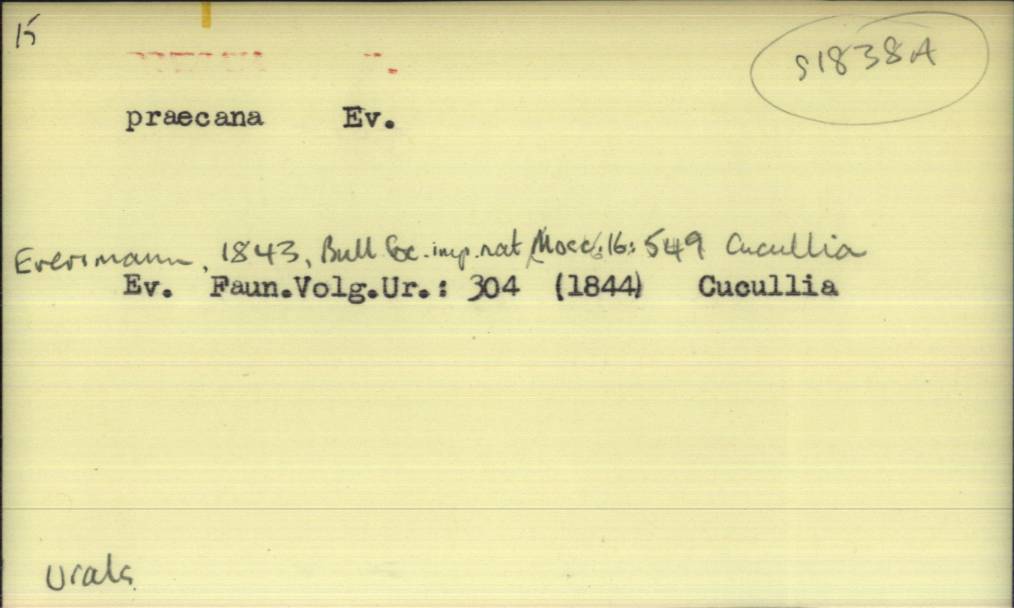 15
S1838A
praecana Ev.
Eversmann, 1843, Bull Soc. imp. nat Mosc. 16: 549 Cucullia
Ev. Faun.Volg.Ur.: 304 (1844) Cucullia
Urals